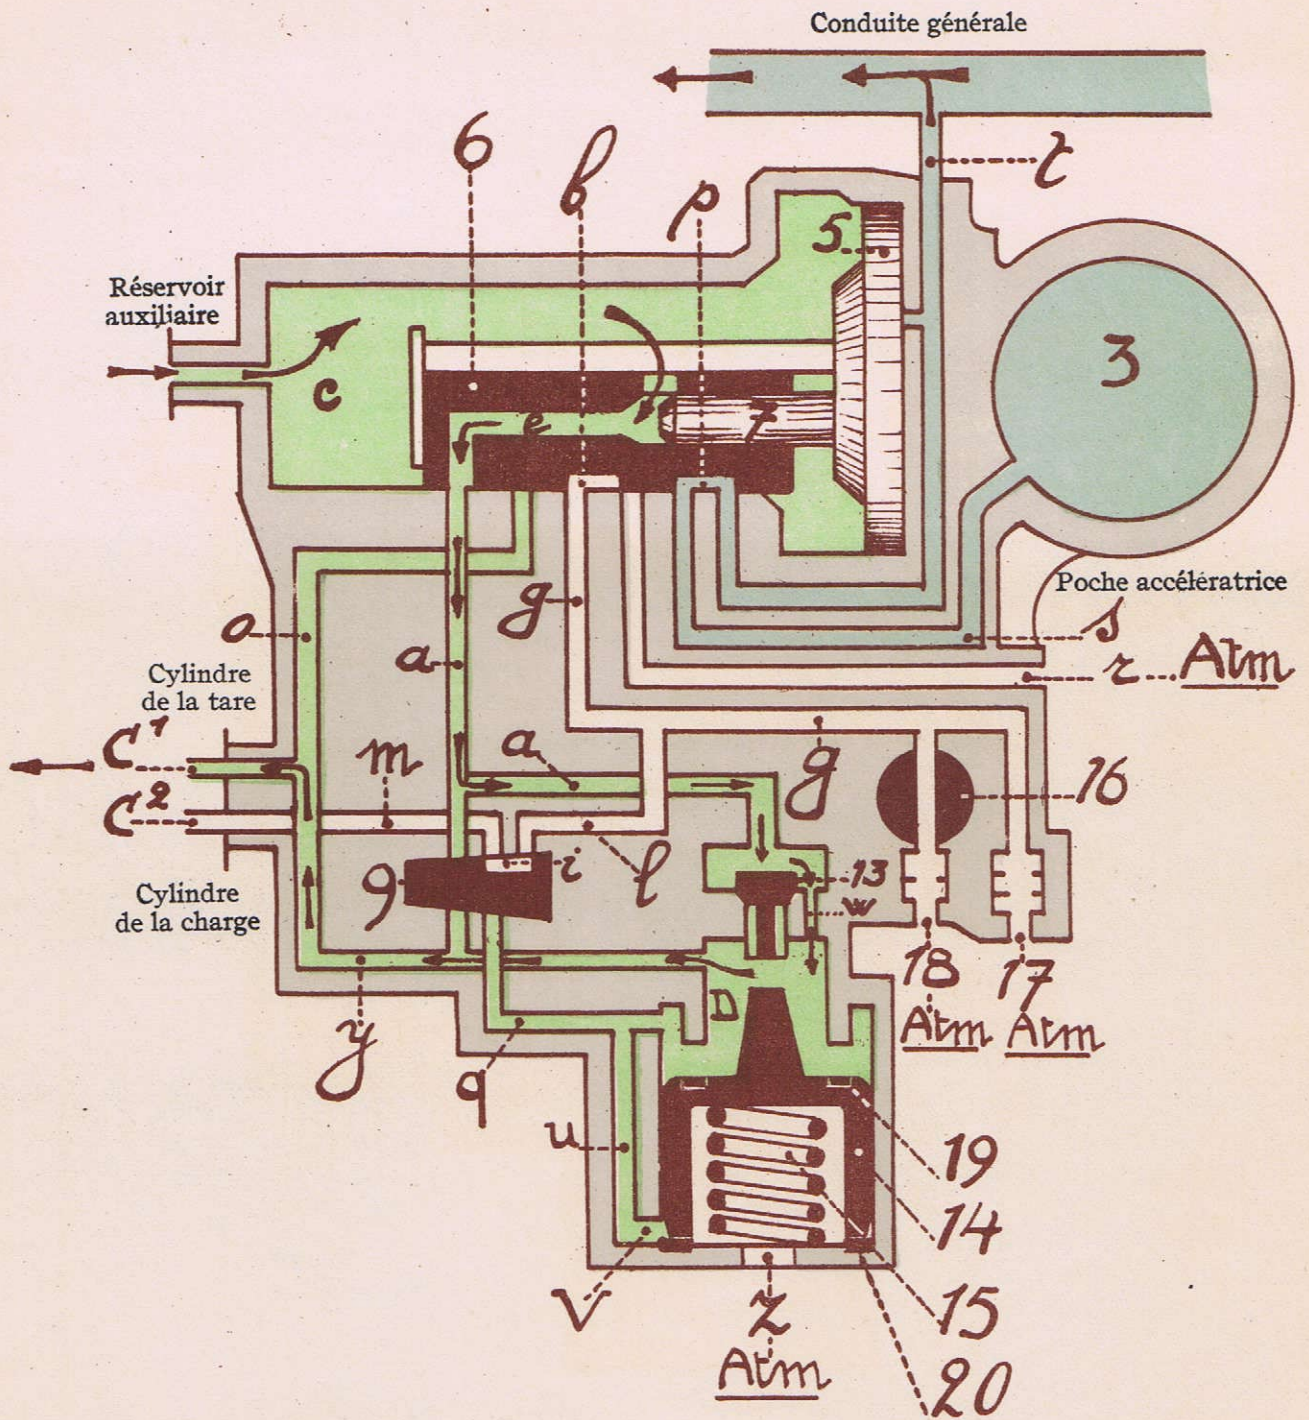 Conduite générale
6
b
p
t
5
Réservoir
auxiliaire
3
c
e
7
Poche accélératrice
g
s
o
a
r
Atm
Cylindre
de la tare
C1
m
a
g
16
C2
9
i
l
13
w
Cylindre
de la charge
18
17
D
Atm
Atm
y
q
u
19
14
V
z
15
Atm
20